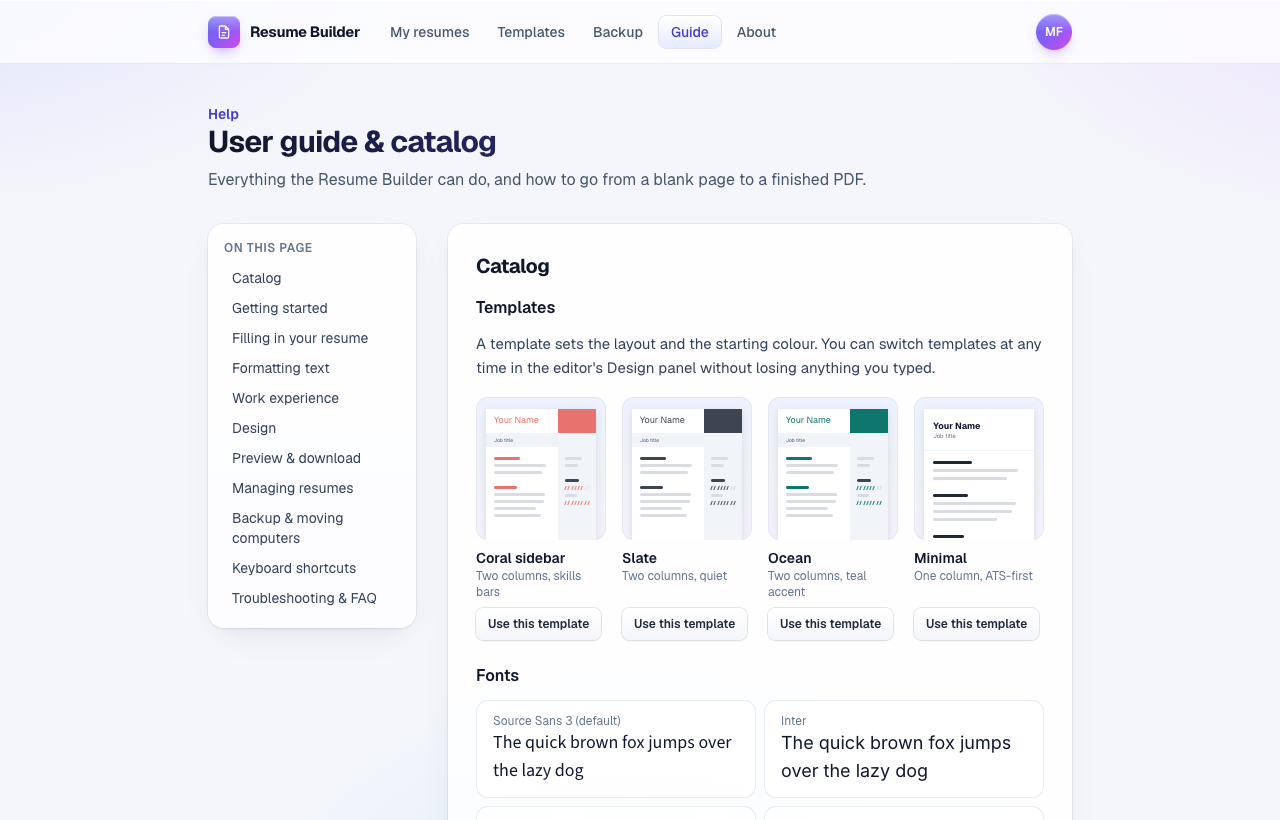 Resume Builder
My resumes
Templates
Backup
Guide
About
MF
Help
User guide & catalog
Everything the Resume Builder can do, and how to go from a blank page to a finished PDF.
ON THIS PAGE
Catalog
Getting started
Filling in your resume
Formatting text
Work experience
Design
Preview & download
Managing resumes
Backup & moving
computers
Keyboard shortcuts
Troubleshooting & FAQ
Catalog
Templates
A template sets the layout and the starting colour. You can switch templates at any
time in the editor's Design panel without losing anything you typed.
Your Name
Job title
Your Name
Job title
Your Name
Job title
Your Name
Job title
Coral sidebar
Two columns, skills
bars
Use this template
Slate
Two columns, quiet
Use this template
Ocean
Two columns, teal
accent
Use this template
Minimal
One column, ATS-first
Use this template
Fonts
Source Sans 3 (default)
The quick brown fox jumps over
the lazy dog
Inter
The quick brown fox jumps
over the lazy dog